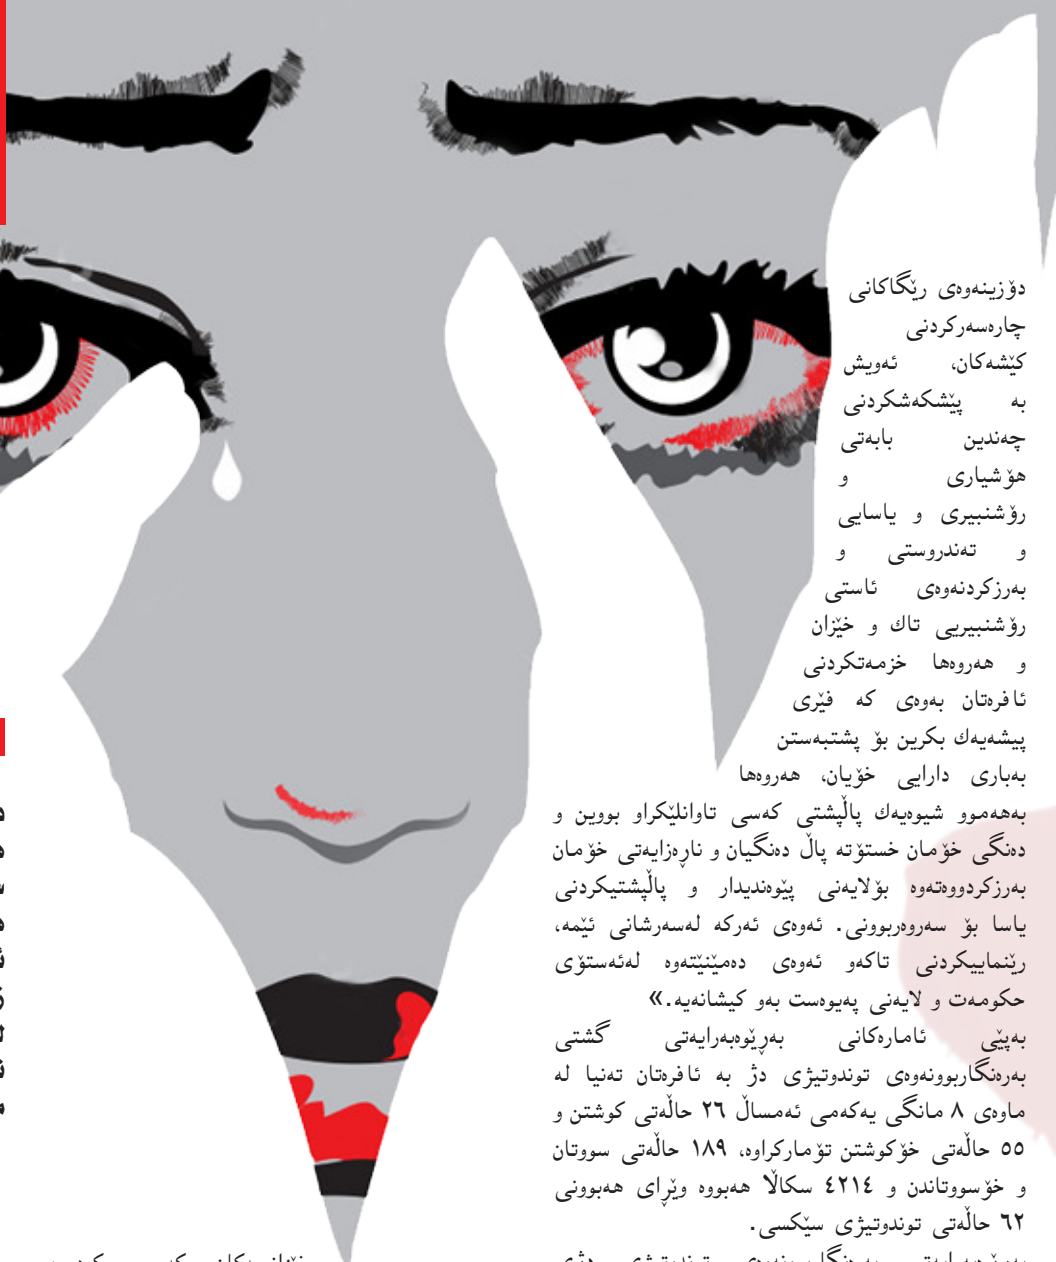 دۆزینەوەی رێگاکانی
چارەسەرکردنی
کێشەکان، ئەویش
بە پێشکەشکردنی
چەندین بابەتی
هۆشیاری و
رۆشنبیری و یاسایی
و تەندروستی و
بەرزکردنەوەی ئاستی
رۆشنبیریی تاك و خێزان
و هەروەها خزمەتکردنی
ئافرەتان بەوەی کە فێری
پیشەیەك بکرین بۆ پشتبەستن
بەباری دارایی خۆیان، هەروەها
بەهەموو شیوەیەك پاڵپشتی کەسی تاوانلێکراو بووین و
دەنگی خۆمان خستۆتە پاڵ دەنگیان و ناڕەزایەتی خۆمان
بەرزکردووەتەوە بۆلایەنی پێوەندیدار و پاڵپشتیکردنی
یاسا بۆ سەروەربوونی. ئەوەی ئەرکە لەسەرشانی ئێمە،
رێنماییکردنی تاکەو ئەوەی دەمێنێتەوە لەئەستۆی
حکومەت و لایەنی پەیوەست بەو کیشانەیە.»
بەپێی ئامارەکانی بەڕێوەبەرایەتی گشتی
بەرەنگاربوونەوەی توندوتیژی دژ بە ئافرەتان تەنیا لە
ماوەی ٨ مانگی یەکەمی ئەمساڵ ٢٦ حاڵەتی کوشتن و
٥٥ حاڵەتی خۆکوشتن تۆمارکراوە، ١٨٩ حاڵەتی سووتان
و خۆسووتاندن و ٤٢١٤ سکاڵا هەبووە وێڕای هەبوونی
٦٢ حاڵەتی توندوتیژی سێکسی.